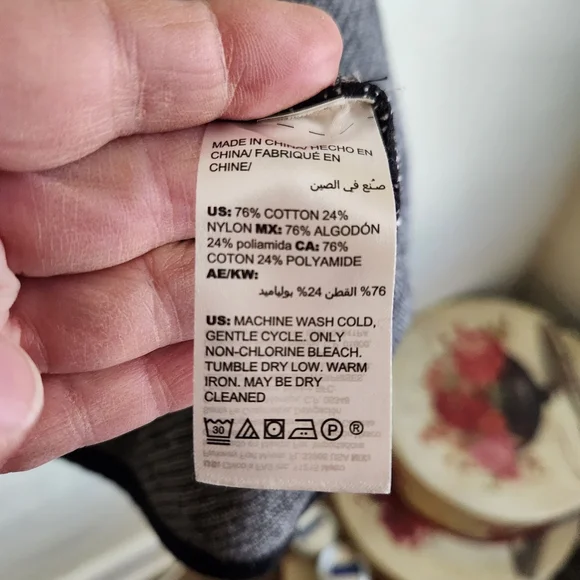 MADE IN CHINA/ HECHO EN
CHINA/ FABRIQUÉ EN
CHINE/
صنع في الصين
US: 76% COTTON 24%
NYLON MX: 76% ALGODÓN
24% poliamida CA: 76%
COTON 24% POLYAMIDE
AE/KW:
76% القطن 24% بولياميد
US: MACHINE WASH COLD,
GENTLE CYCLE. ONLY
NON-CHLORINE BLEACH.
TUMBLE DRY LOW. WARM
IRON. MAY BE DRY
CLEANED
30 P ®